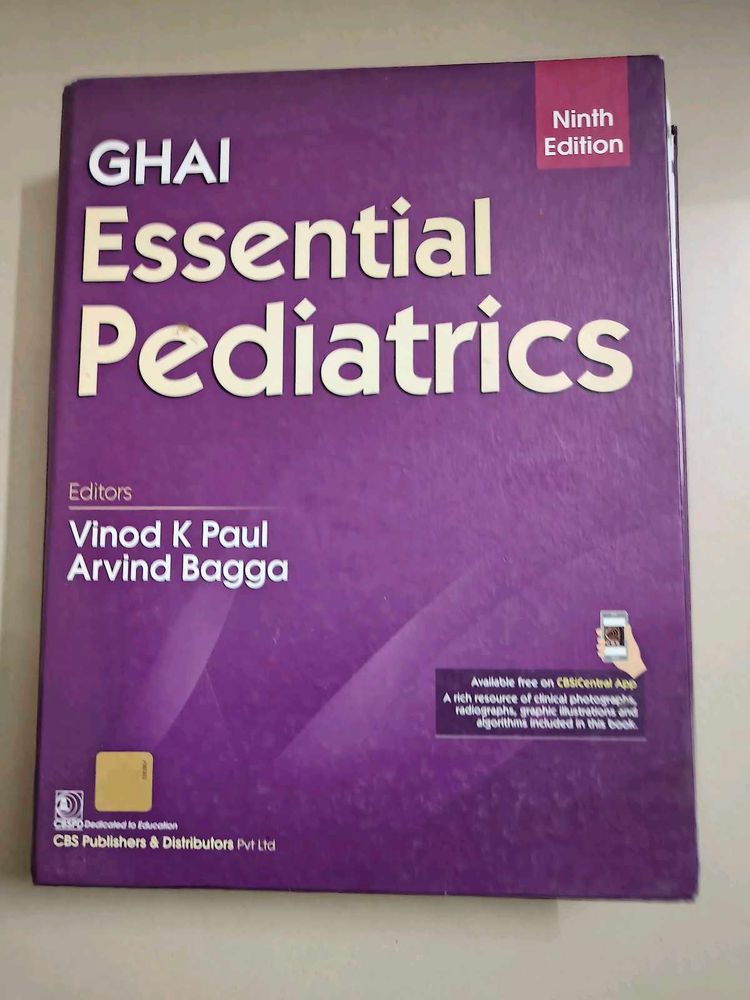 Ninth
Edition
GHAI
Essential
Pediatrics
Editors
Vinod K Paul
Arvind Bagga
Available free on CBSiCentral App
A rich resource of clinical photographs,
radiographs, graphic illustrations and
algorithms included in this book.
CBSPD Dedicated to Education
CBS Publishers & Distributors Pvt Ltd